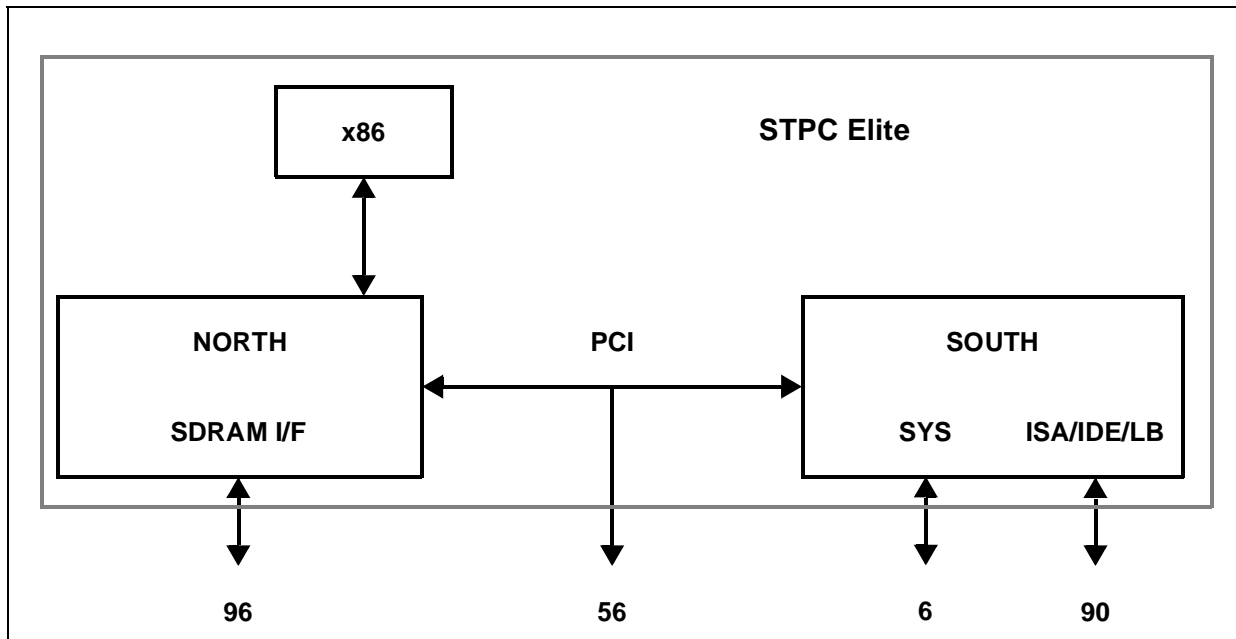 x86
STPC Elite
NORTH
PCI
SOUTH
SDRAM I/F
SYS
ISA/IDE/LB
96
56
6
90